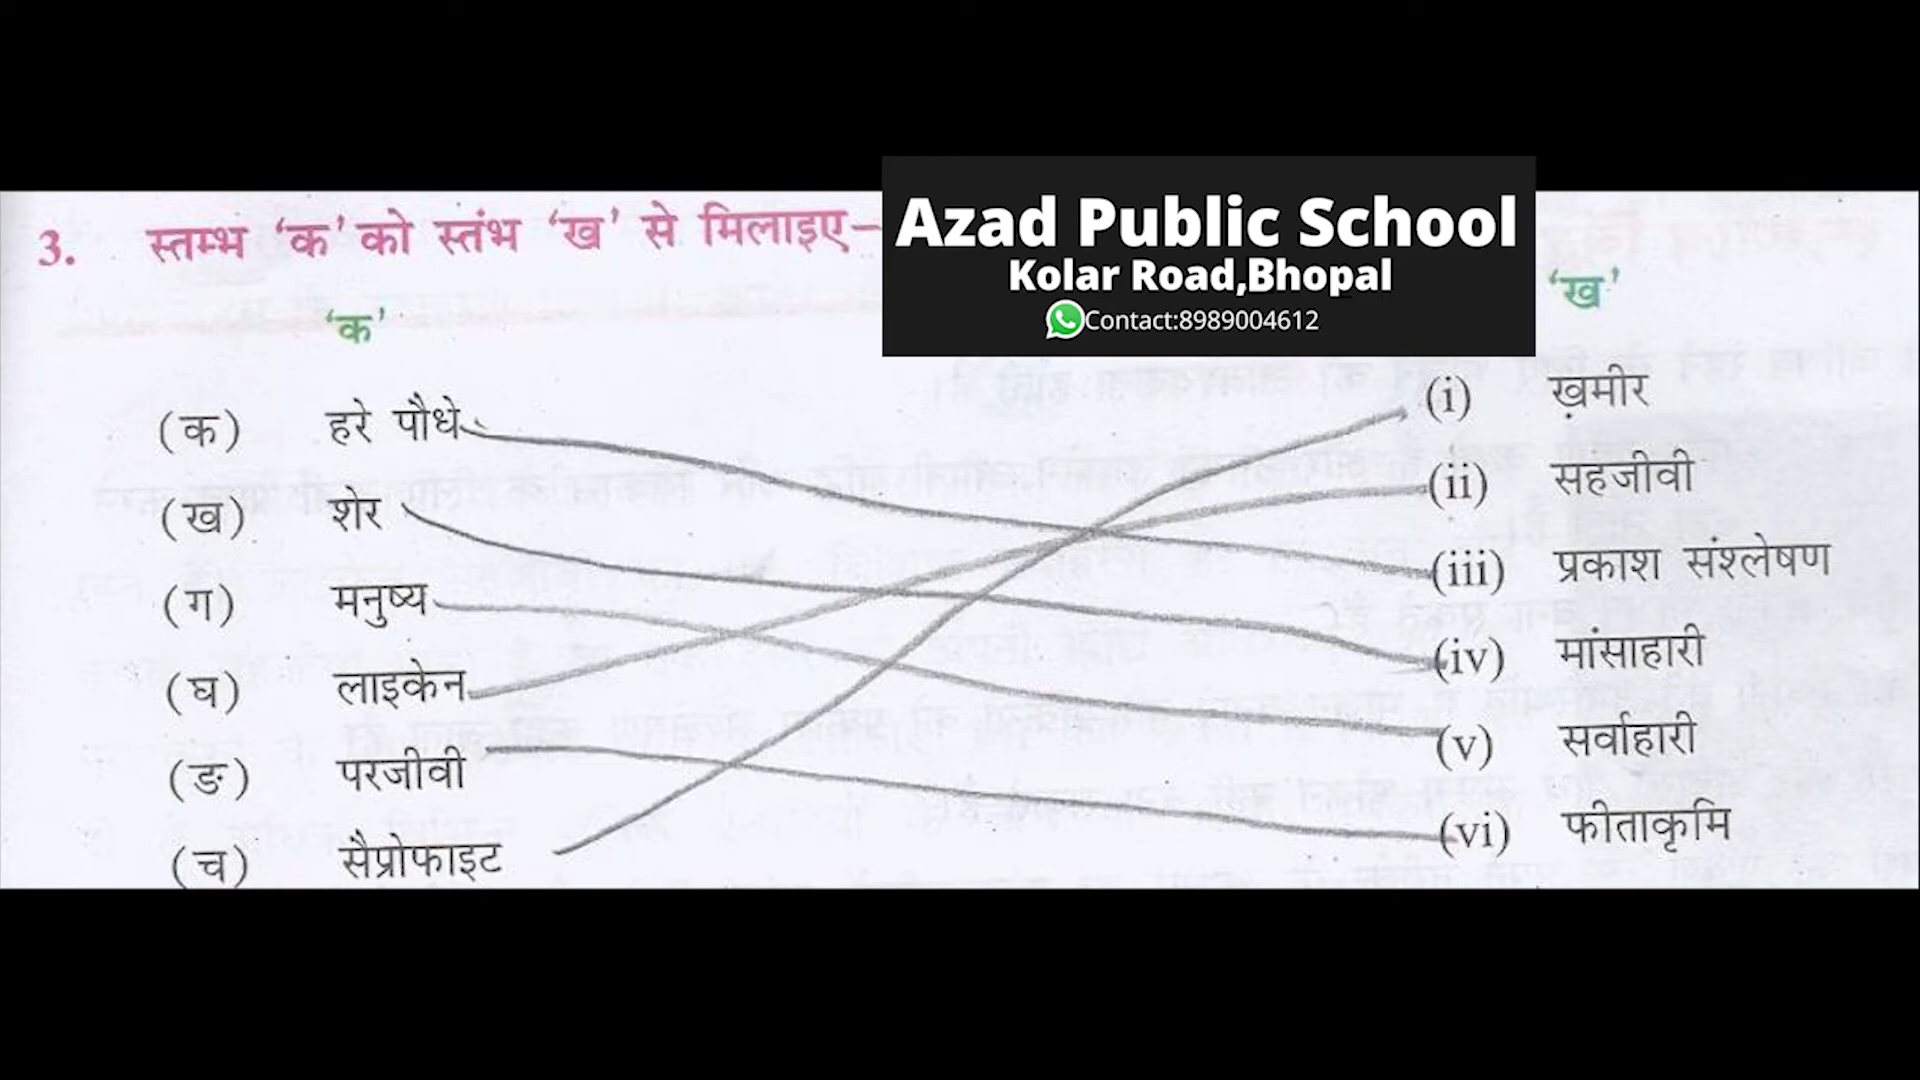 3. स्तम्भ ‘क’ को स्तंभ ‘ख’ से मिलाइए–
Azad Public School
Kolar Road,Bhopal
Contact:8989004612
‘क’ ‘ख’
(क) हरे पौधे (i) ख़मीर
(ख) शेर (ii) सहजीवी
(ग) मनुष्य (iii) प्रकाश संश्लेषण
(घ) लाइकेन (iv) मांसाहारी
(ङ) परजीवी (v) सर्वाहारी
(च) सैप्रोफाइट (vi) फीताकृमि